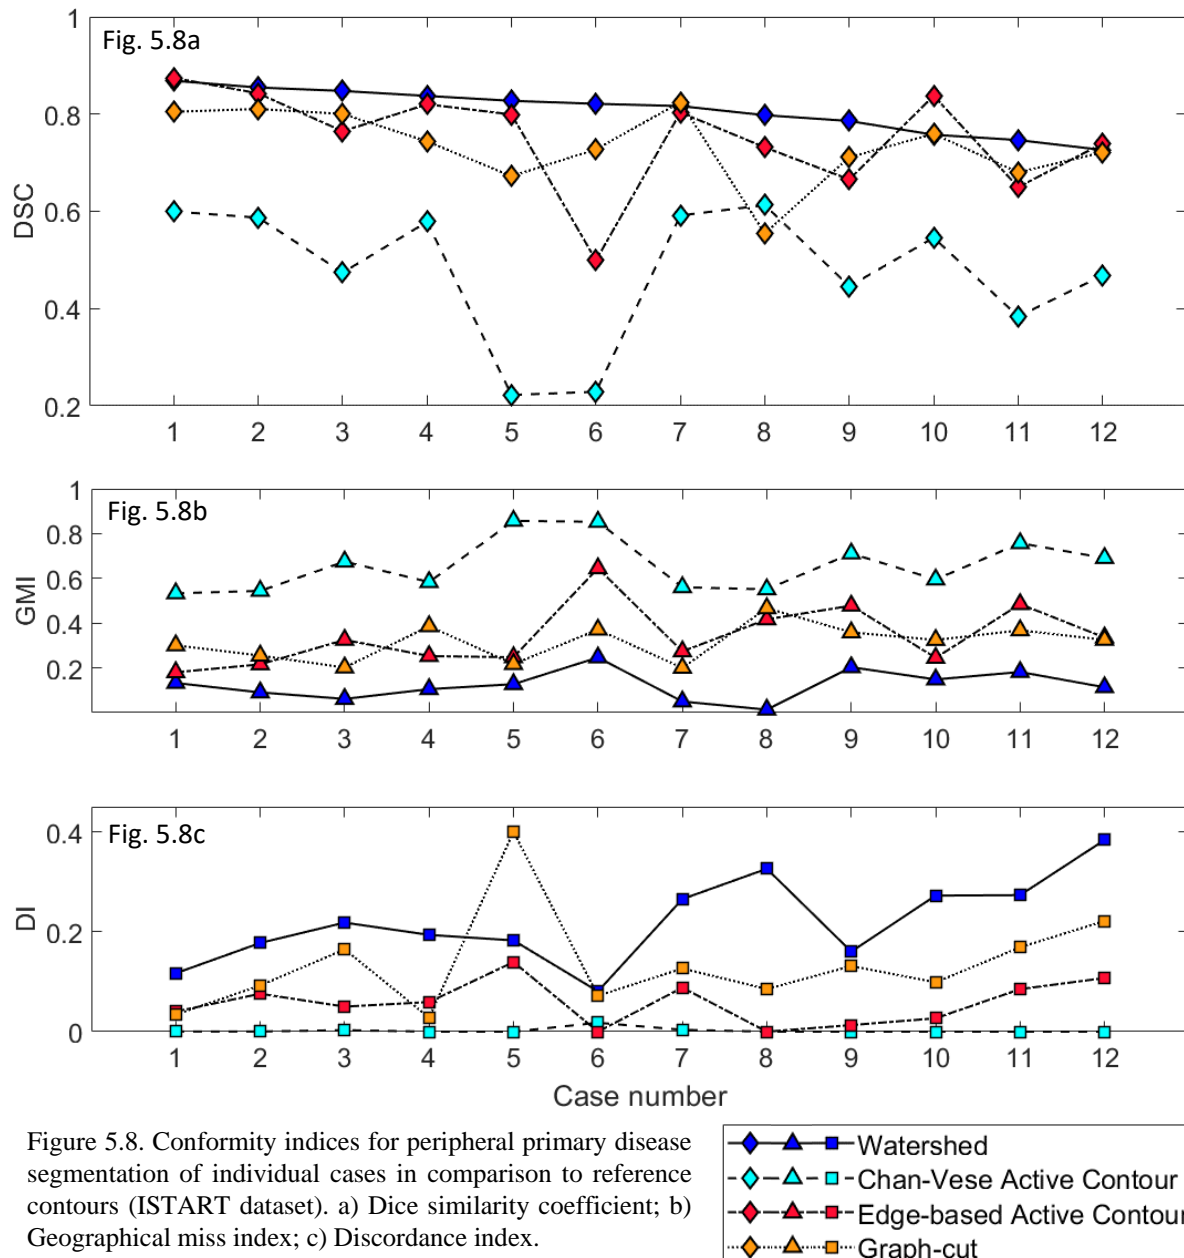 1
Fig. 5.8a
0.8
DSC
0.6
0.4
0.2
1 2 3 4 5 6 7 8 9 10 11 12
1
Fig. 5.8b
0.8
GMI
0.6
0.4
0.2
1 2 3 4 5 6 7 8 9 10 11 12
Fig. 5.8c
0.4
DI
0.2
0
1 2 3 4 5 6 7 8 9 10 11 12
Case number
Figure 5.8. Conformity indices for peripheral primary disease
segmentation of individual cases in comparison to reference
contours (ISTART dataset). a) Dice similarity coefficient; b)
Geographical miss index; c) Discordance index.
Watershed
Chan-Vese Active Contour
Edge-based Active Contour
Graph-cut